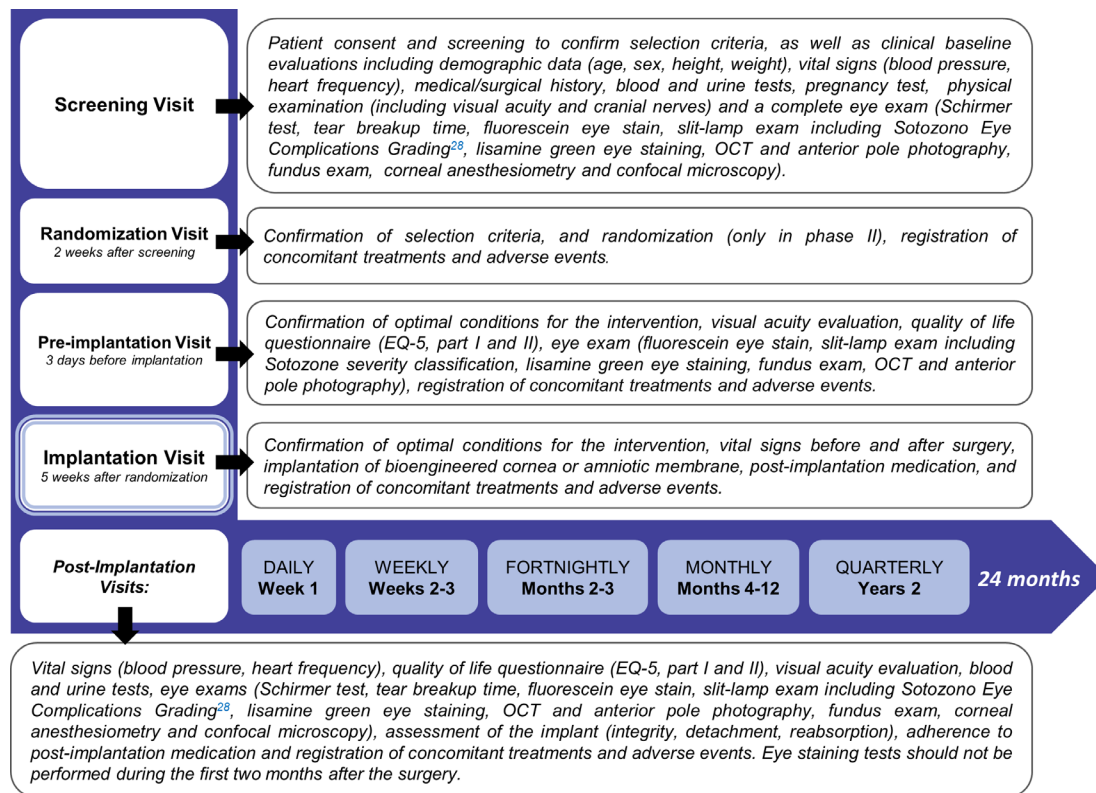 Screening Visit
Patient consent and screening to confirm selection criteria, as well as clinical baseline
evaluations including demographic data (age, sex, height, weight), vital signs (blood pressure,
heart frequency), medical/surgical history, blood and urine tests, pregnancy test, physical
examination (including visual acuity and cranial nerves) and a complete eye exam (Schirmer
test, tear breakup time, fluorescein eye stain, slit-lamp exam including Sotozono Eye
Complications Grading28, lisamine green eye staining, OCT and anterior pole photography,
fundus exam, corneal anesthesiometry and confocal microscopy).
Randomization Visit
2 weeks after screening
Confirmation of selection criteria, and randomization (only in phase II), registration of
concomitant treatments and adverse events.
Pre-implantation Visit
3 days before implantation
Confirmation of optimal conditions for the intervention, visual acuity evaluation, quality of life
questionnaire (EQ-5, part I and II), eye exam (fluorescein eye stain, slit-lamp exam including
Sotozone severity classification, lisamine green eye staining, fundus exam, OCT and anterior
pole photography), registration of concomitant treatments and adverse events.
Implantation Visit
5 weeks after randomization
Confirmation of optimal conditions for the intervention, vital signs before and after surgery,
implantation of bioengineered cornea or amniotic membrane, post-implantation medication, and
registration of concomitant treatments and adverse events.
Post-Implantation
Visits:
DAILY
Week 1
WEEKLY
Weeks 2-3
FORTNIGHTLY
Months 2-3
MONTHLY
Months 4-12
QUARTERLY
Years 2
24 months
Vital signs (blood pressure, heart frequency), quality of life questionnaire (EQ-5, part I and II), visual acuity evaluation, blood
and urine tests, eye exams (Schirmer test, tear breakup time, fluorescein eye stain, slit-lamp exam including Sotozono Eye
Complications Grading28, lisamine green eye staining, OCT and anterior pole photography, fundus exam, corneal
anesthesiometry and confocal microscopy), assessment of the implant (integrity, detachment, reabsorption), adherence to
post-implantation medication and registration of concomitant treatments and adverse events. Eye staining tests should not be
performed during the first two months after the surgery.